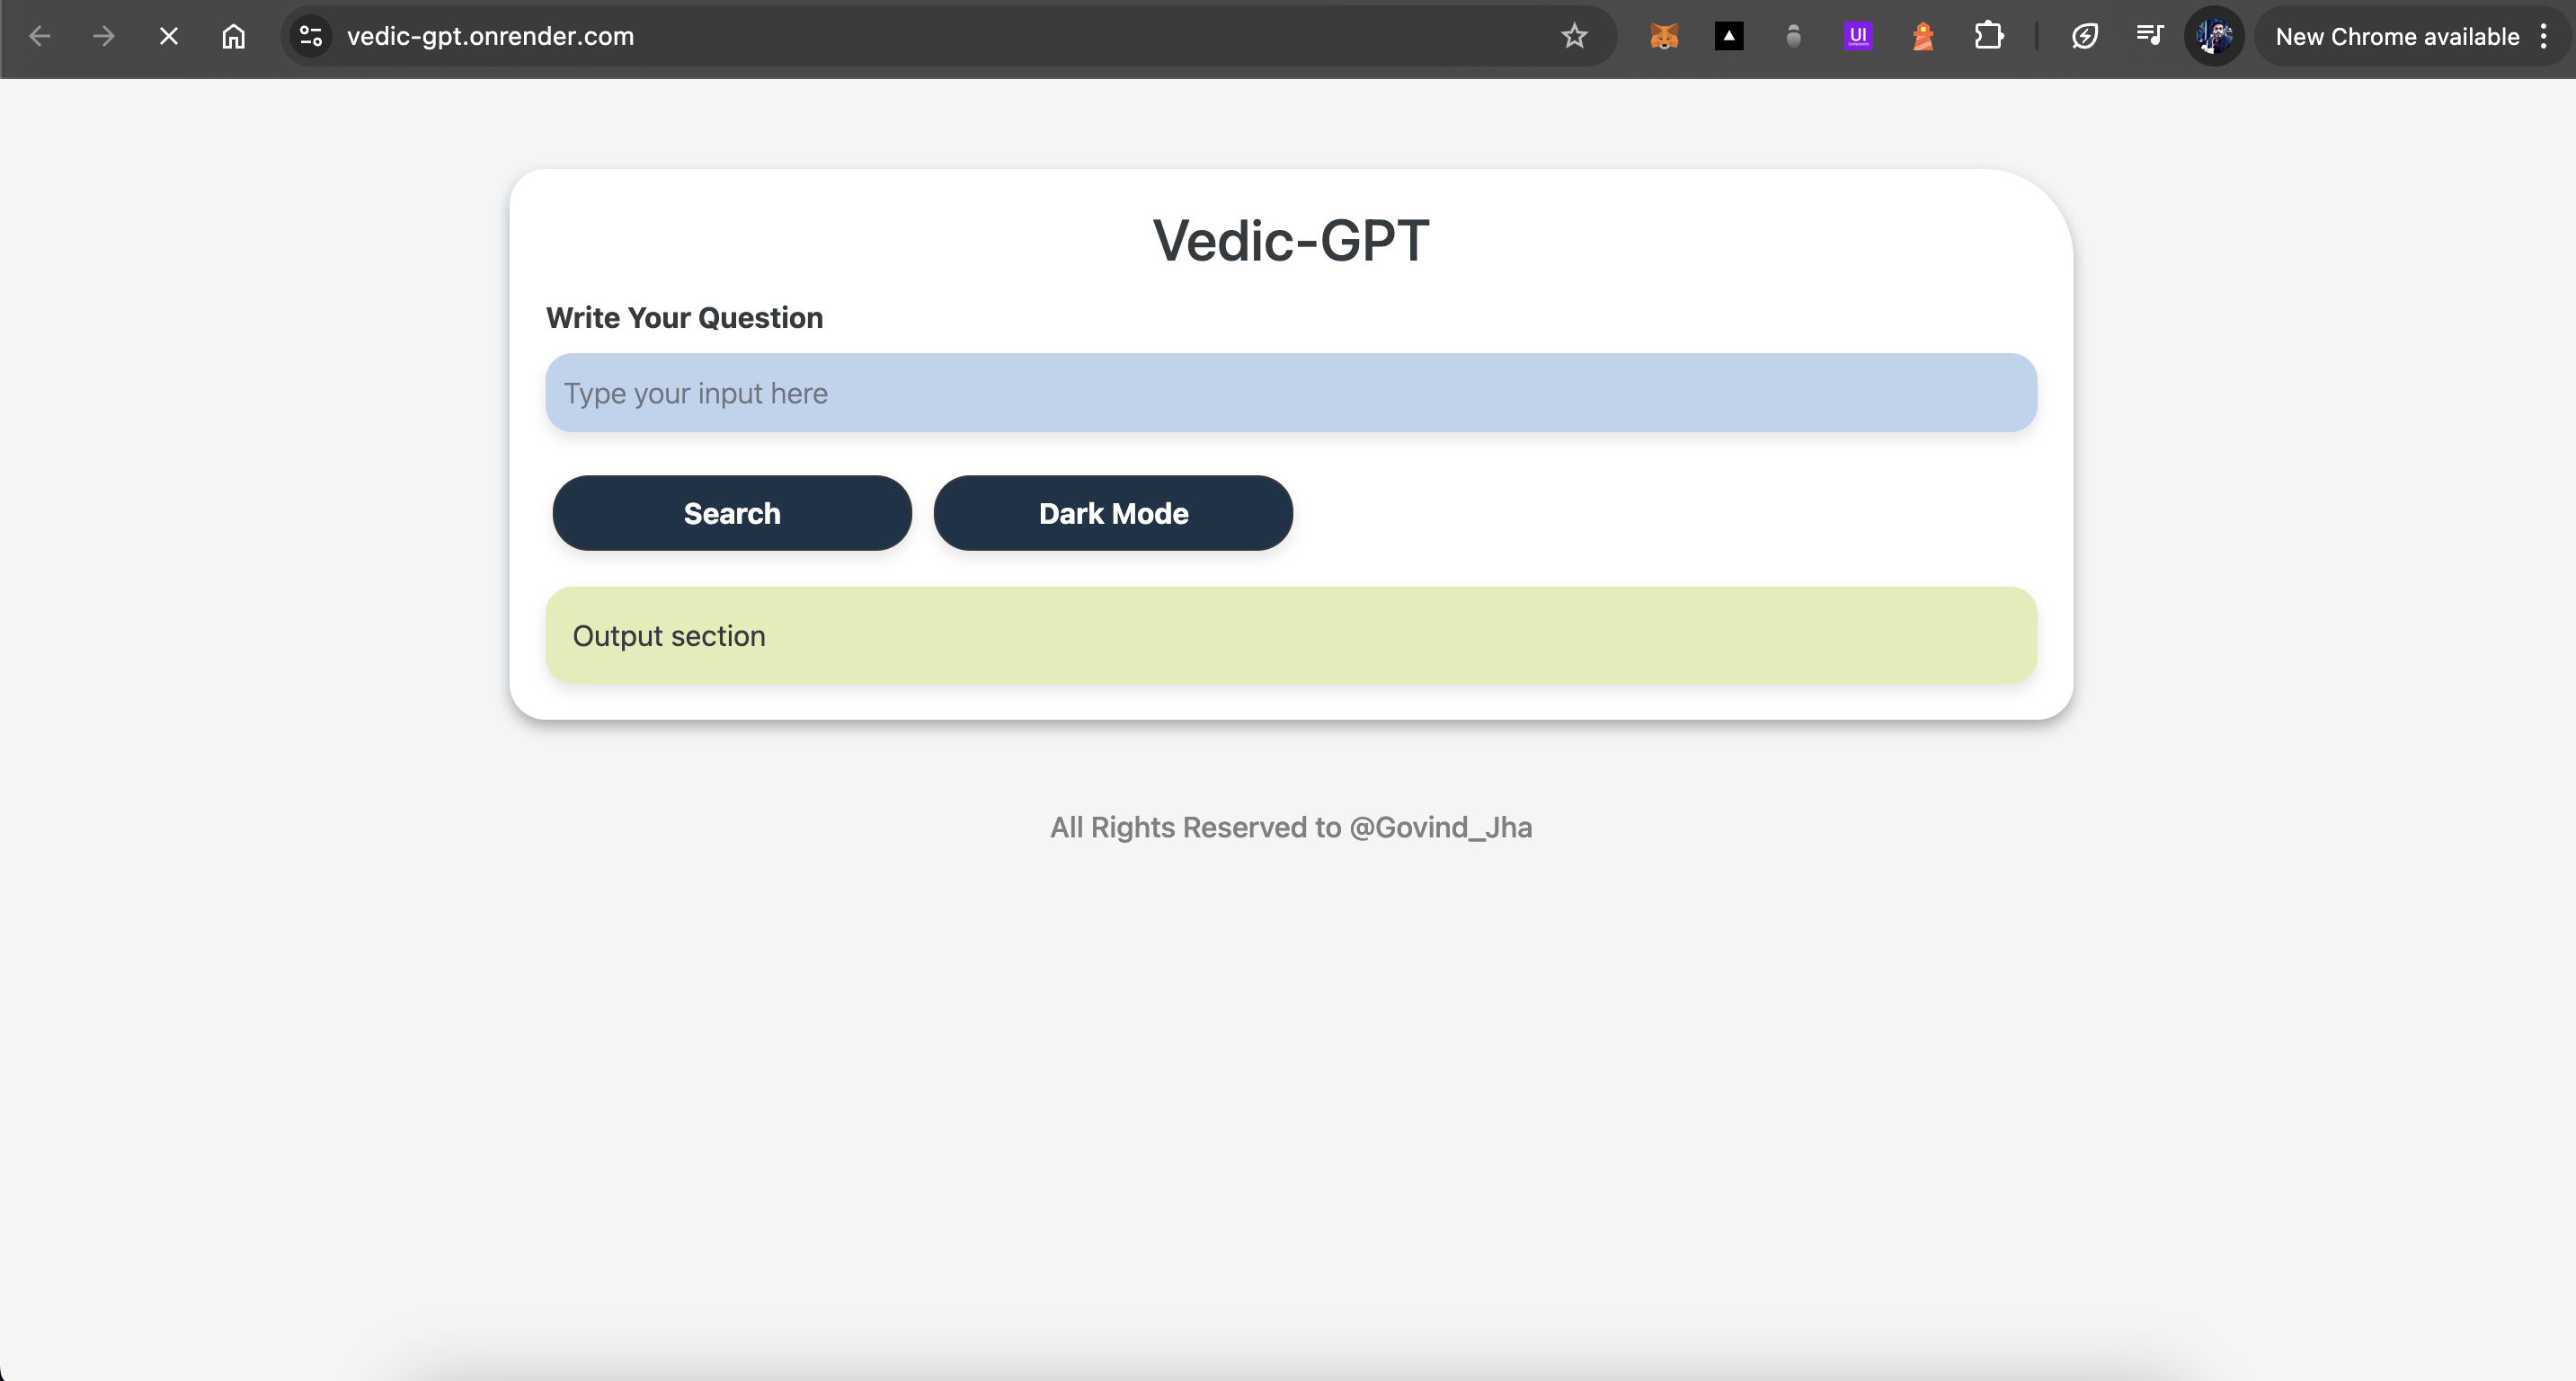 vedic-gpt.onrender.com
UI
New Chrome available
Vedic-GPT
Write Your Question
Type your input here
Search
Dark Mode
Output section
All Rights Reserved to @Govind_Jha